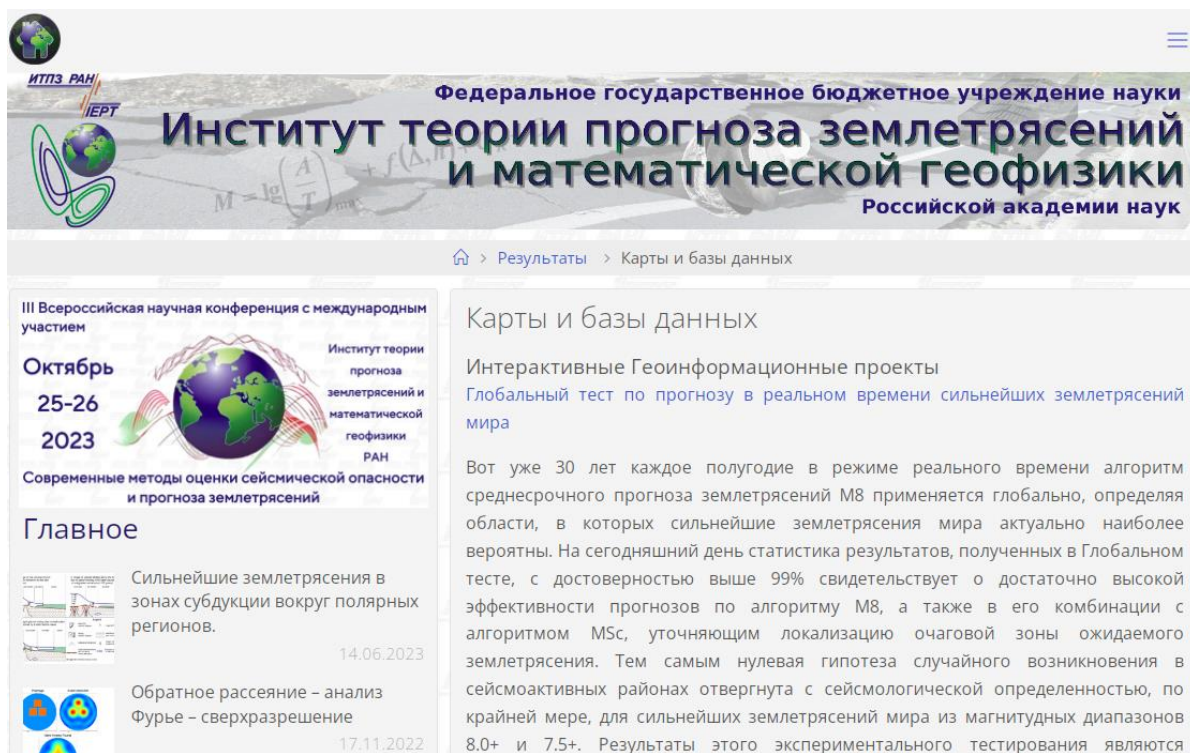 ИТПЗ РАН
IEPT
Федеральное государственное бюджетное учреждение науки
Институт теории прогноза землетрясений
и математической геофизики
Российской академии наук
> Результаты > Карты и базы данных
III Всероссийская научная конференция с международным
участием
Октябрь
25-26
2023
Институт теории
прогноза
землетрясений и
математической
геофизики
РАН
Современные методы оценки сейсмической опасности
и прогноза землетрясений
Главное
Сильнейшие землетрясения в
зонах субдукции вокруг полярных
регионов.
14.06.2023
Обратное рассеяние – анализ
Фурье – сверхразрешение
17.11.2022
Карты и базы данных
Интерактивные Геоинформационные проекты
Глобальный тест по прогнозу в реальном времени сильнейших землетрясений
мира
Вот уже 30 лет каждое полугодие в режиме реального времени алгоритм
среднесрочного прогноза землетрясений М8 применяется глобально, определяя
области, в которых сильнейшие землетрясения мира актуально наиболее
вероятны. На сегодняшний день статистика результатов, полученных в Глобальном
тесте, с достоверностью выше 99% свидетельствует о достаточно высокой
эффективности прогнозов по алгоритму М8, а также в его комбинации с
алгоритмом MSc, уточняющим локализацию очаговой зоны ожидаемого
землетрясения. Тем самым нулевая гипотеза случайного возникновения в
сейсмоактивных районах отвергнута с сейсмологической определенностью, по
крайней мере, для сильнейших землетрясений мира из магнитудных диапазонов
8.0+ и 7.5+. Результаты этого экспериментального тестирования являются